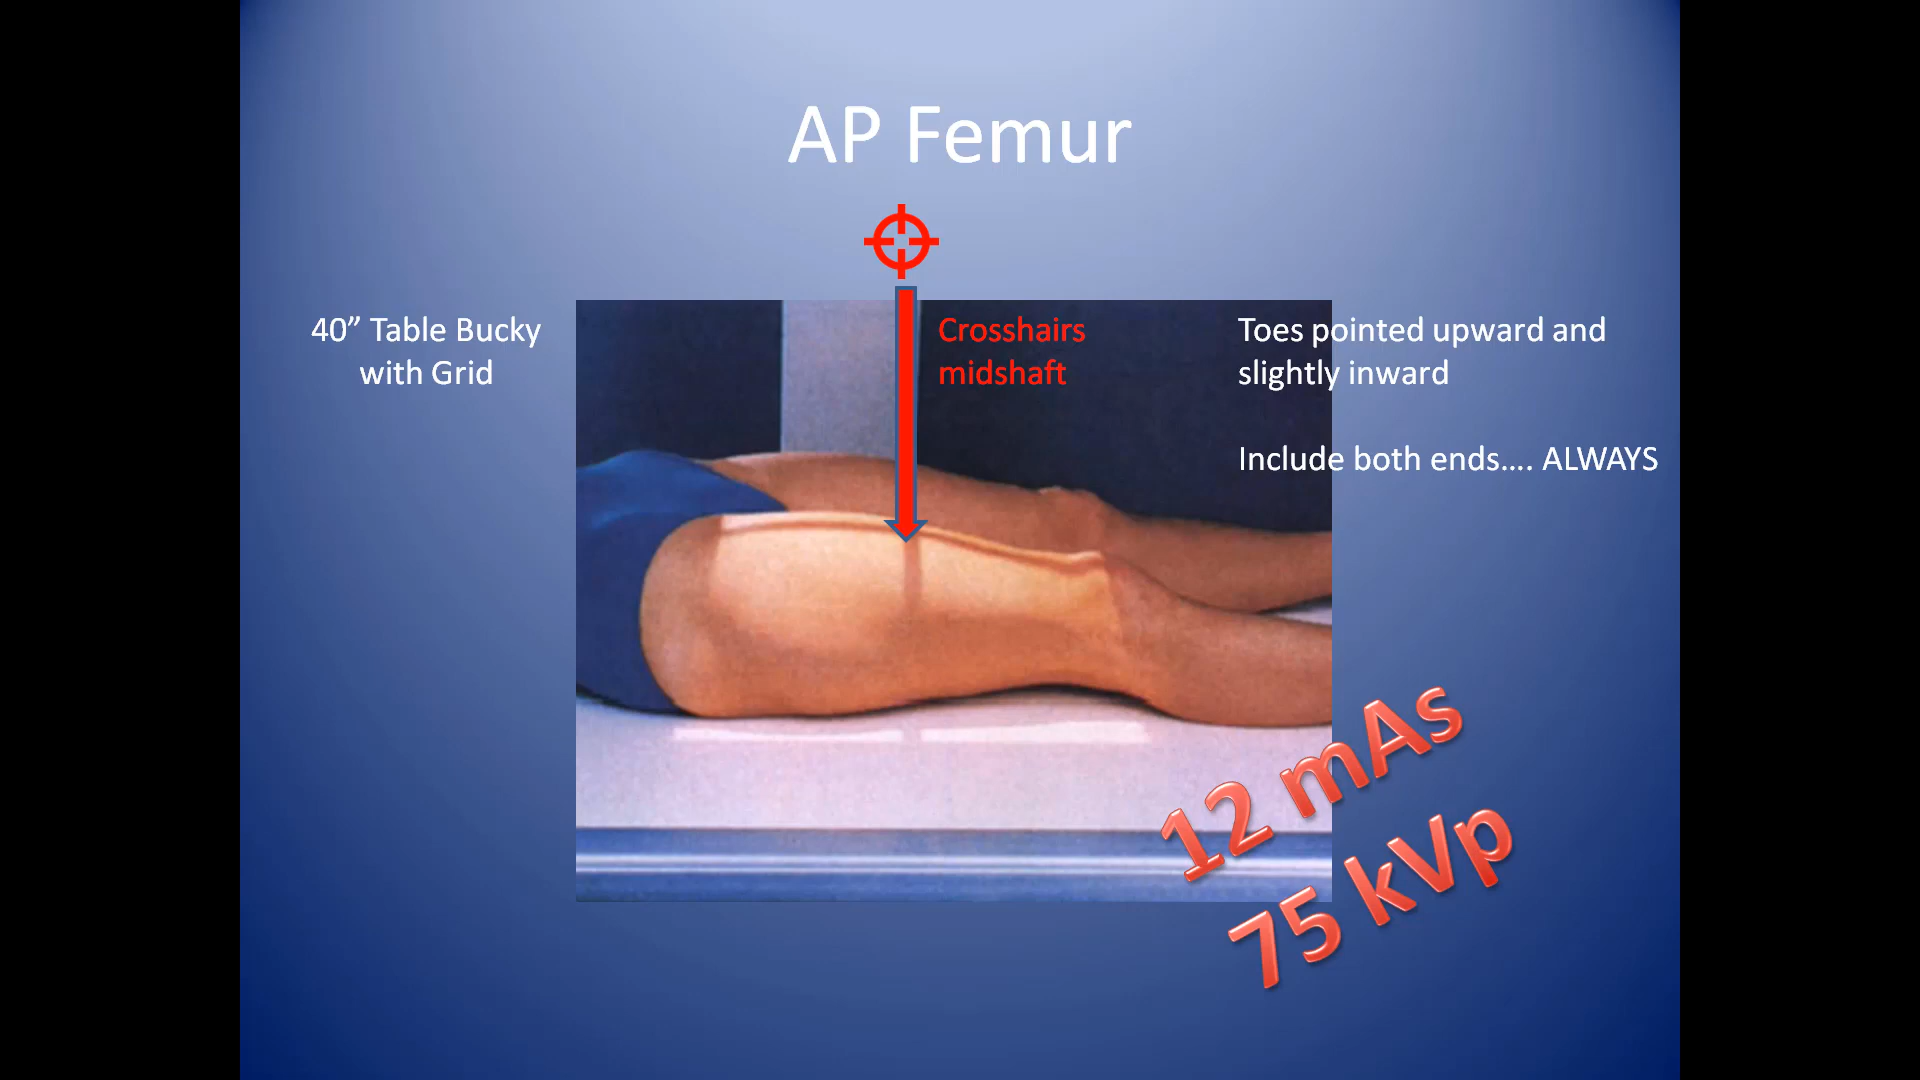 AP Femur
40” Table Bucky
with Grid
Crosshairs
midshaft
Toes pointed upward and
slightly inward
Include both ends.... ALWAYS
12 mAs
75 kVp